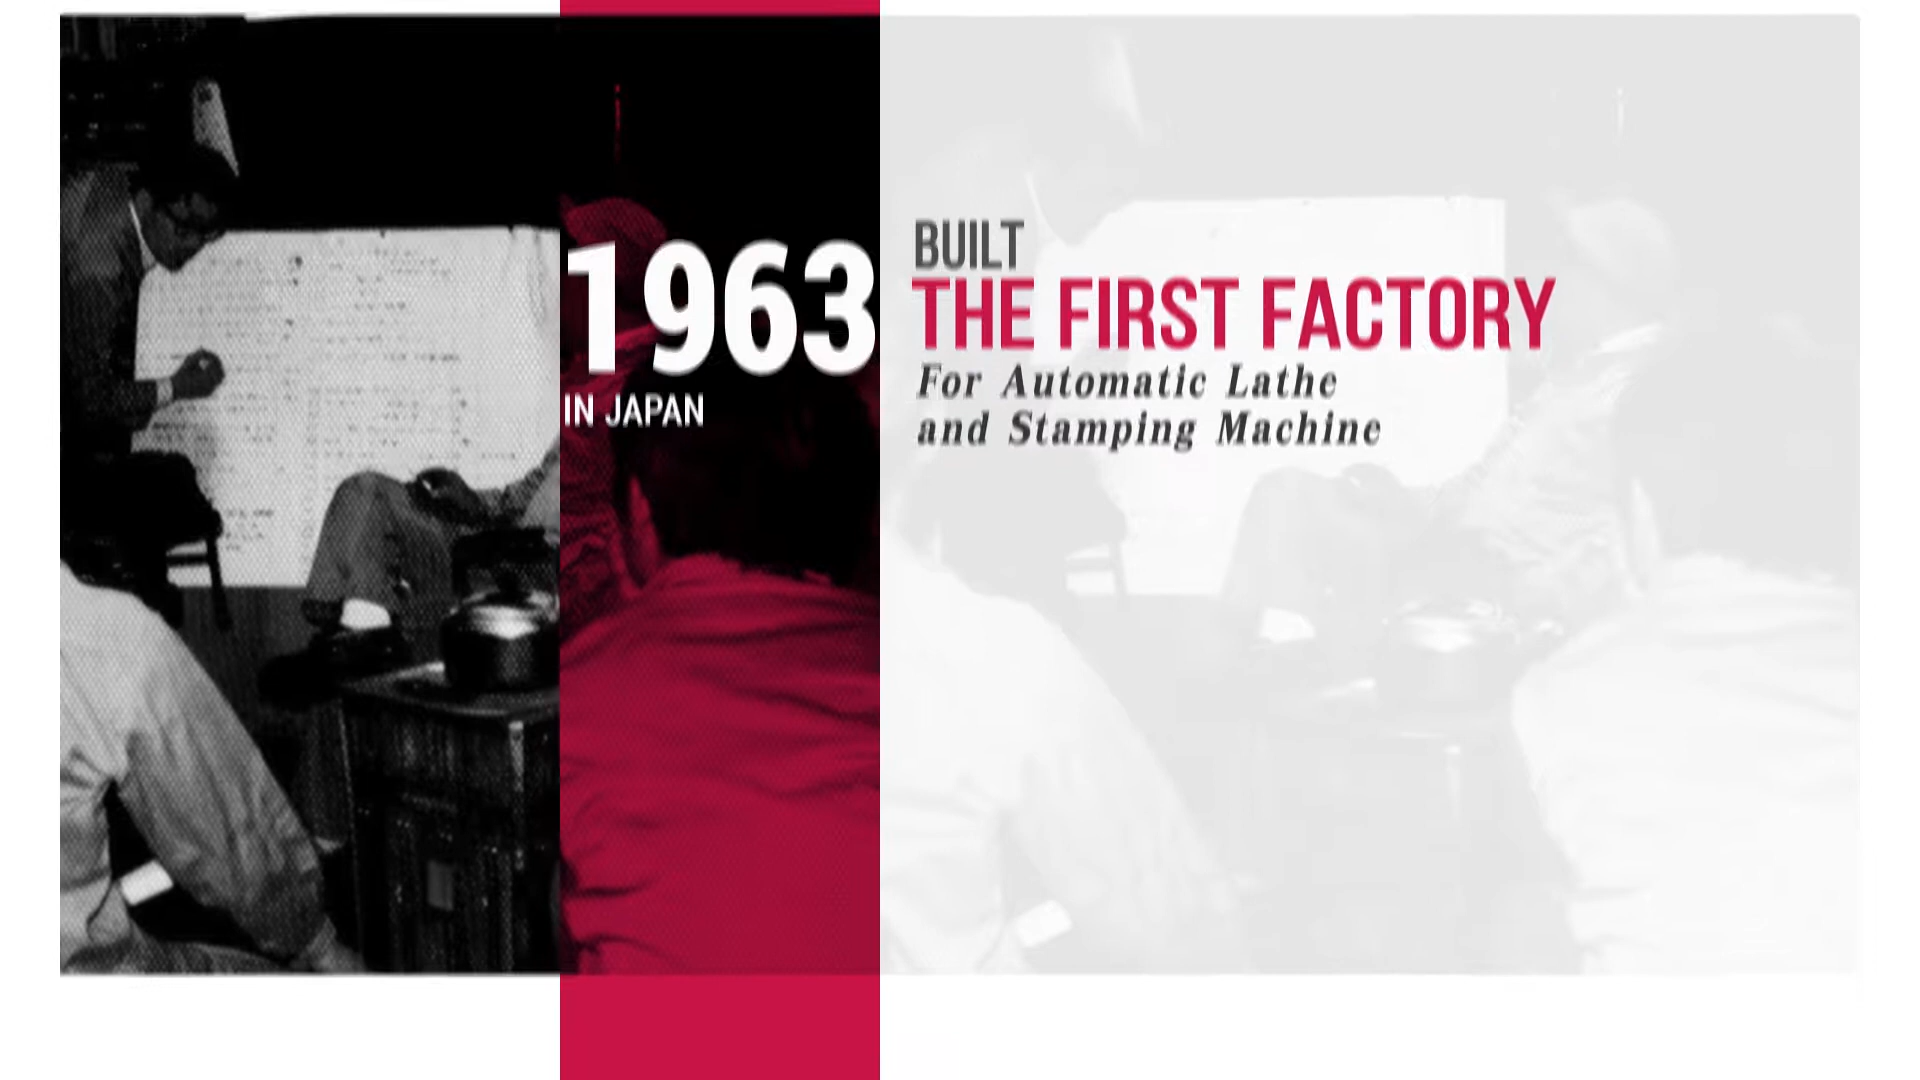 1963
IN JAPAN
BUILT
THE FIRST FACTORY
For Automatic Lathe
and Stamping Machine